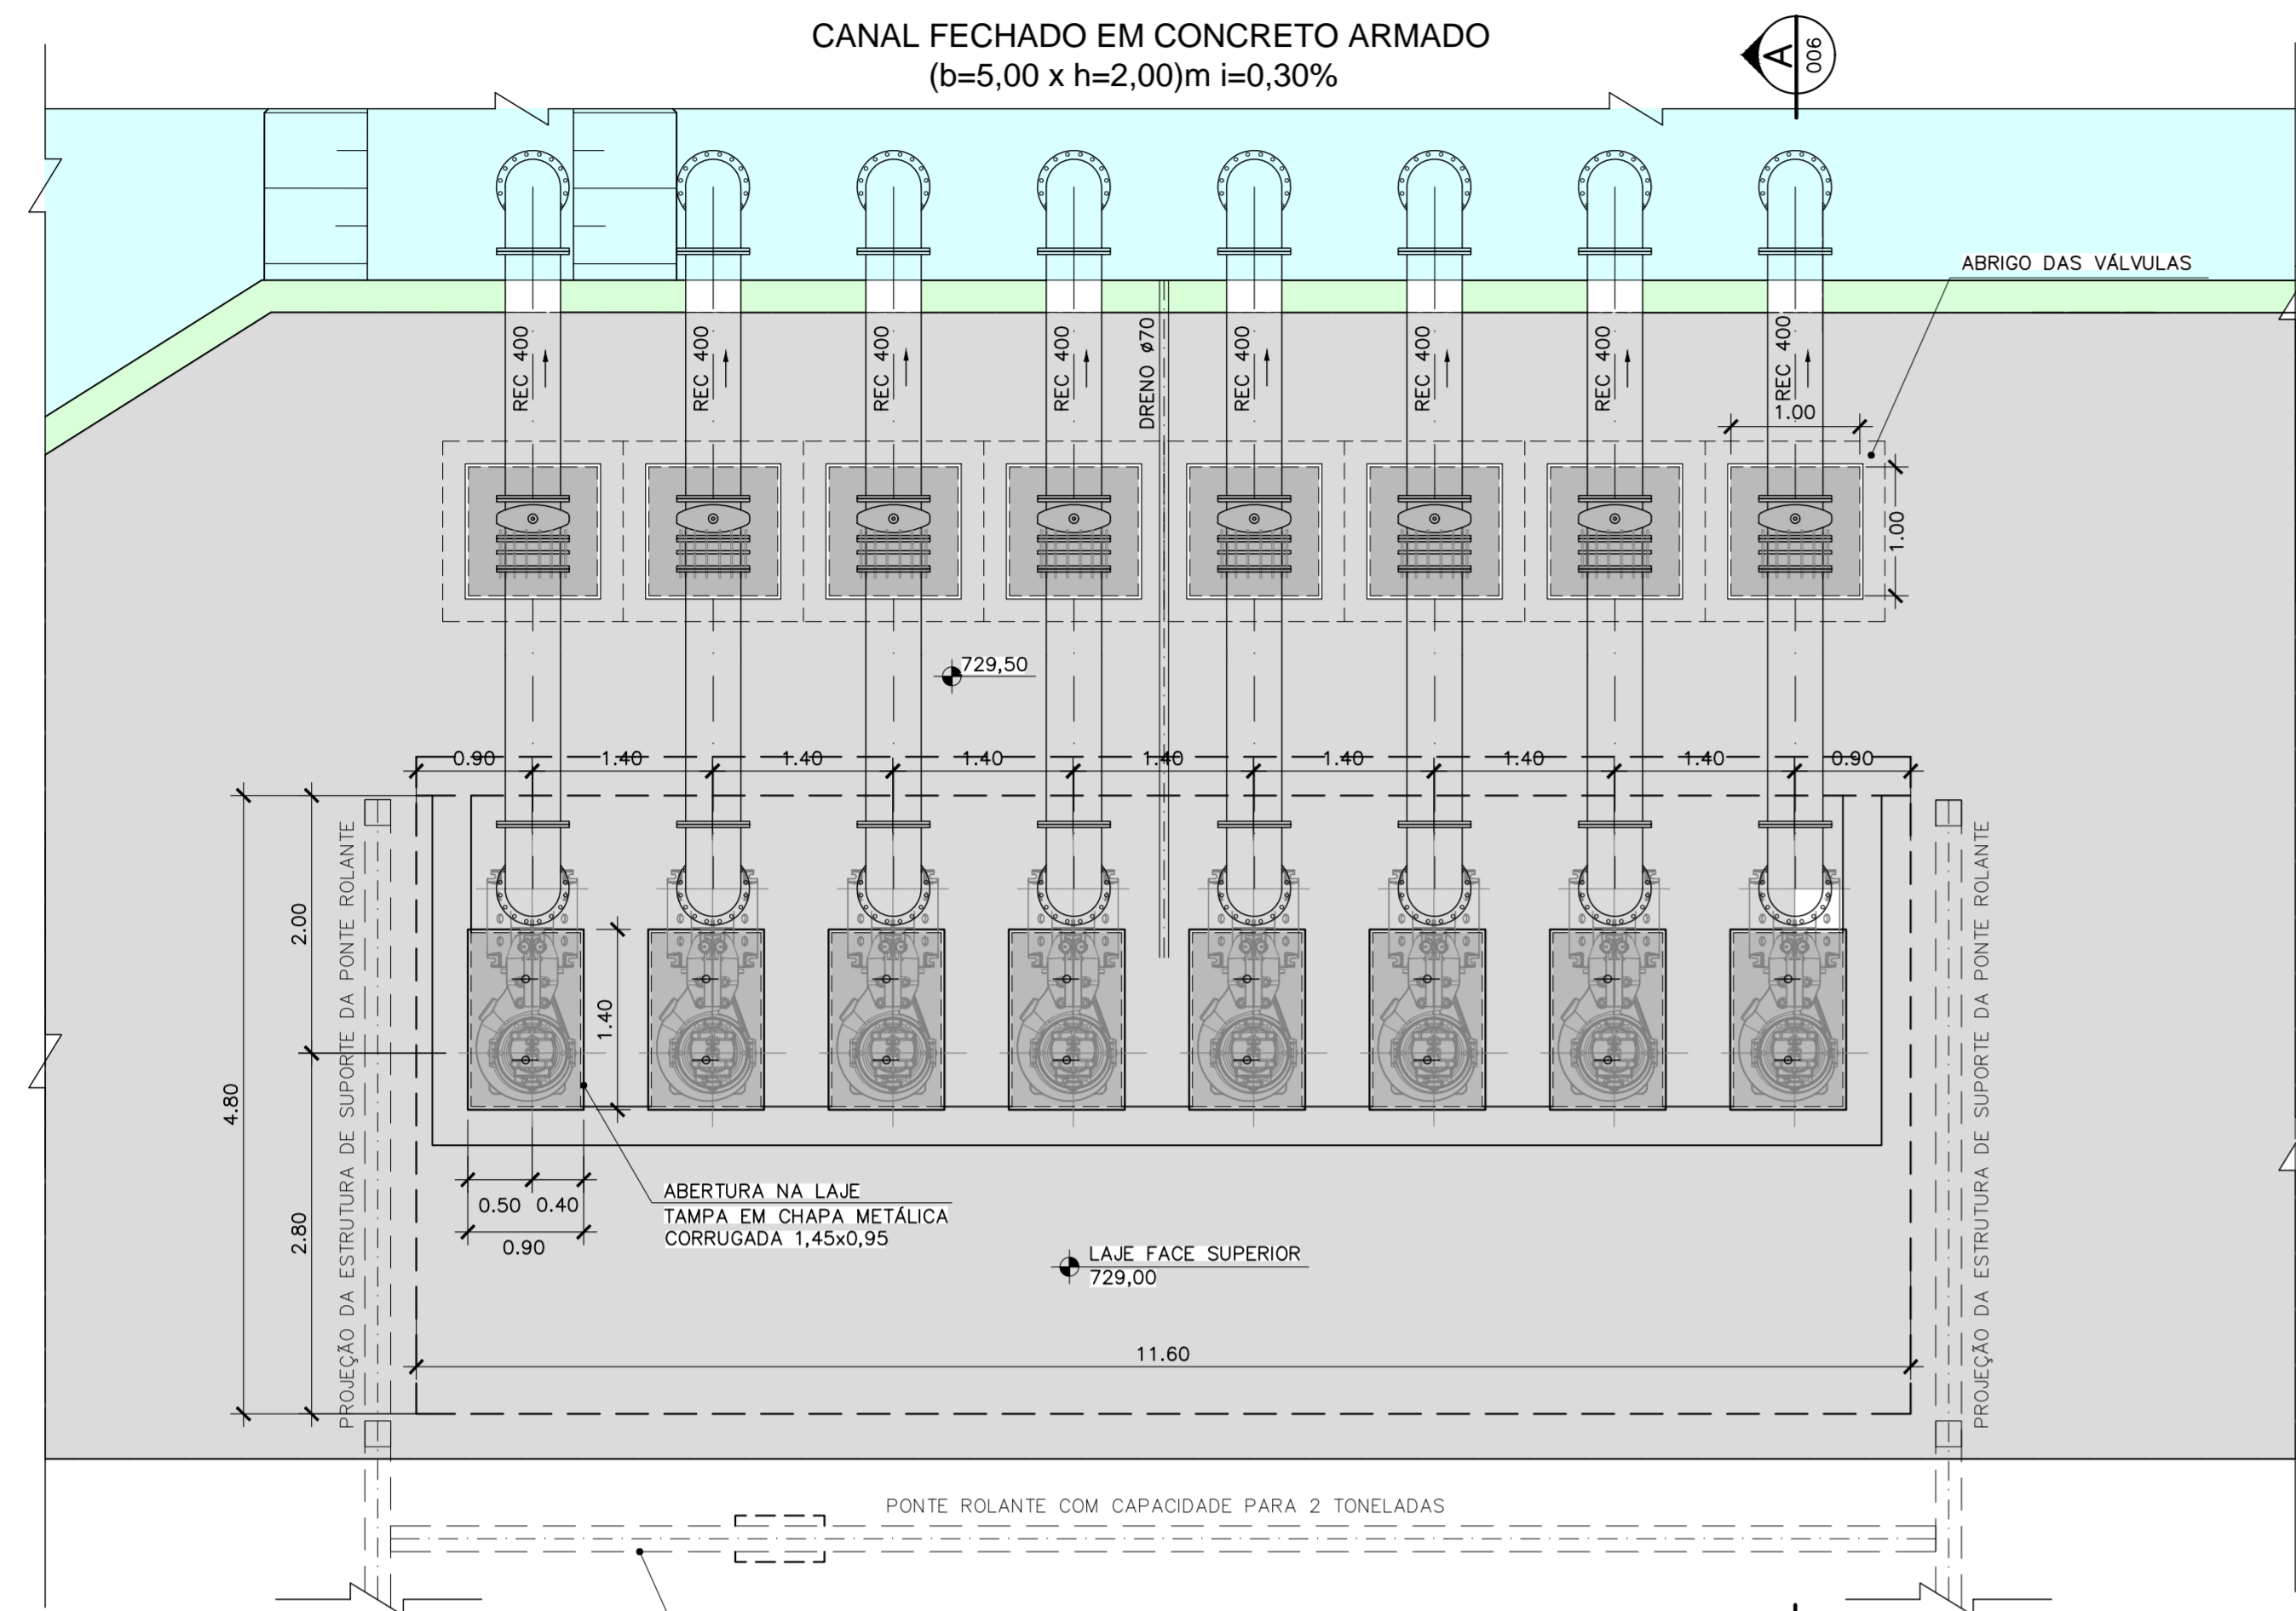 CANAL FECHADO EM CONCRETO ARMADO
(b=5,00 x h=2,00)m i=0,30%
A
006
ABRIGO DAS VÁLVULAS
REC 400
REC 400
REC 400
REC 400
DRENO ø70
REC 400
REC 400
REC 400
REC 400
1.00
1.00
729,50
0.90
1.40
1.40
1.40
1.40
1.40
1.40
1.40
0.90
PROJEÇÃO DA ESTRUTURA DE SUPORTE DA PONTE ROLANTE
PROJEÇÃO DA ESTRUTURA DE SUPORTE DA PONTE ROLANTE
2.00
4.80
2.80
1.40
0.50
0.40
0.90
ABERTURA NA LAJE
TAMPA EM CHAPA METÁLICA
CORRUGADA 1,45x0,95
LAJE FACE SUPERIOR
729,00
11.60
PONTE ROLANTE COM CAPACIDADE PARA 2 TONELADAS